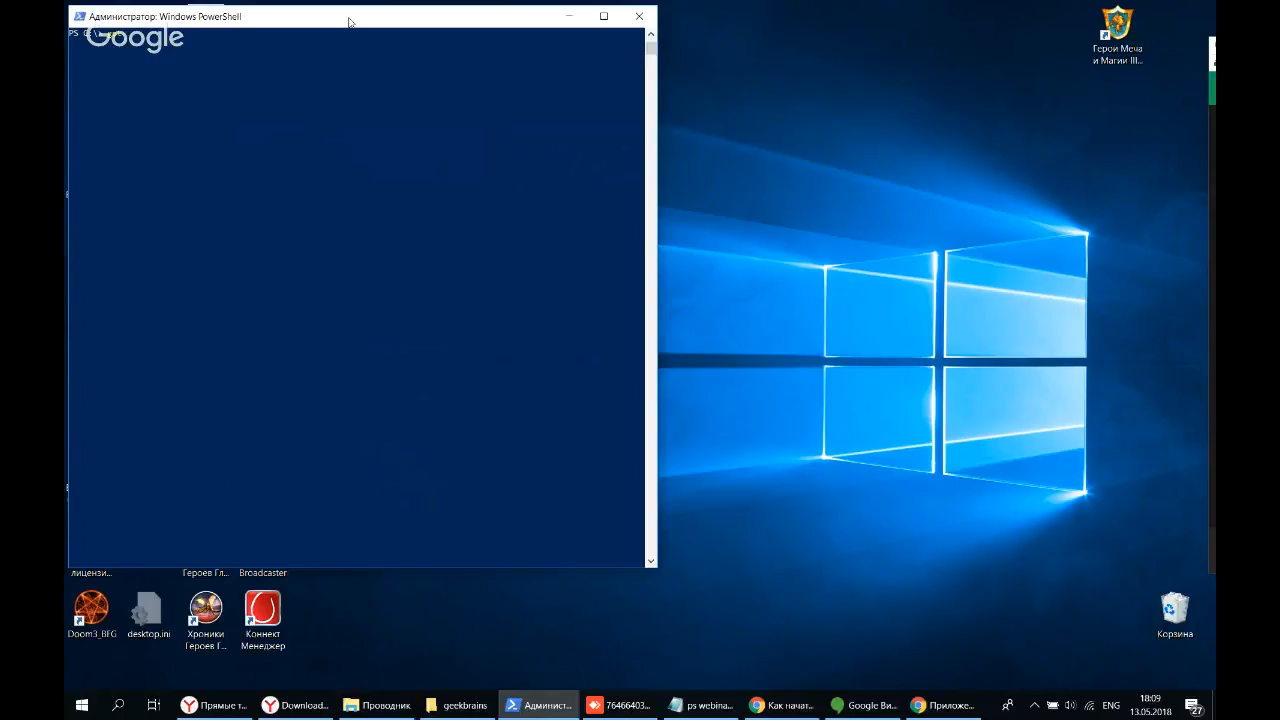 Администратор: Windows PowerShell
PS C:\>
Google
Герои Меча
и Магии III...
лицензи...
Героев Гл...
Broadcaster
Doom3_BFG
desktop.ini
Хроники
Героев Г...
Коннект
Менеджер
Корзина
Прямые т...
Download...
Проводник
geekbrains
Админист...
76466403...
ps webina...
Как начат...
Google Ви...
Приложе...
ENG
18:09
13.05.2018
27